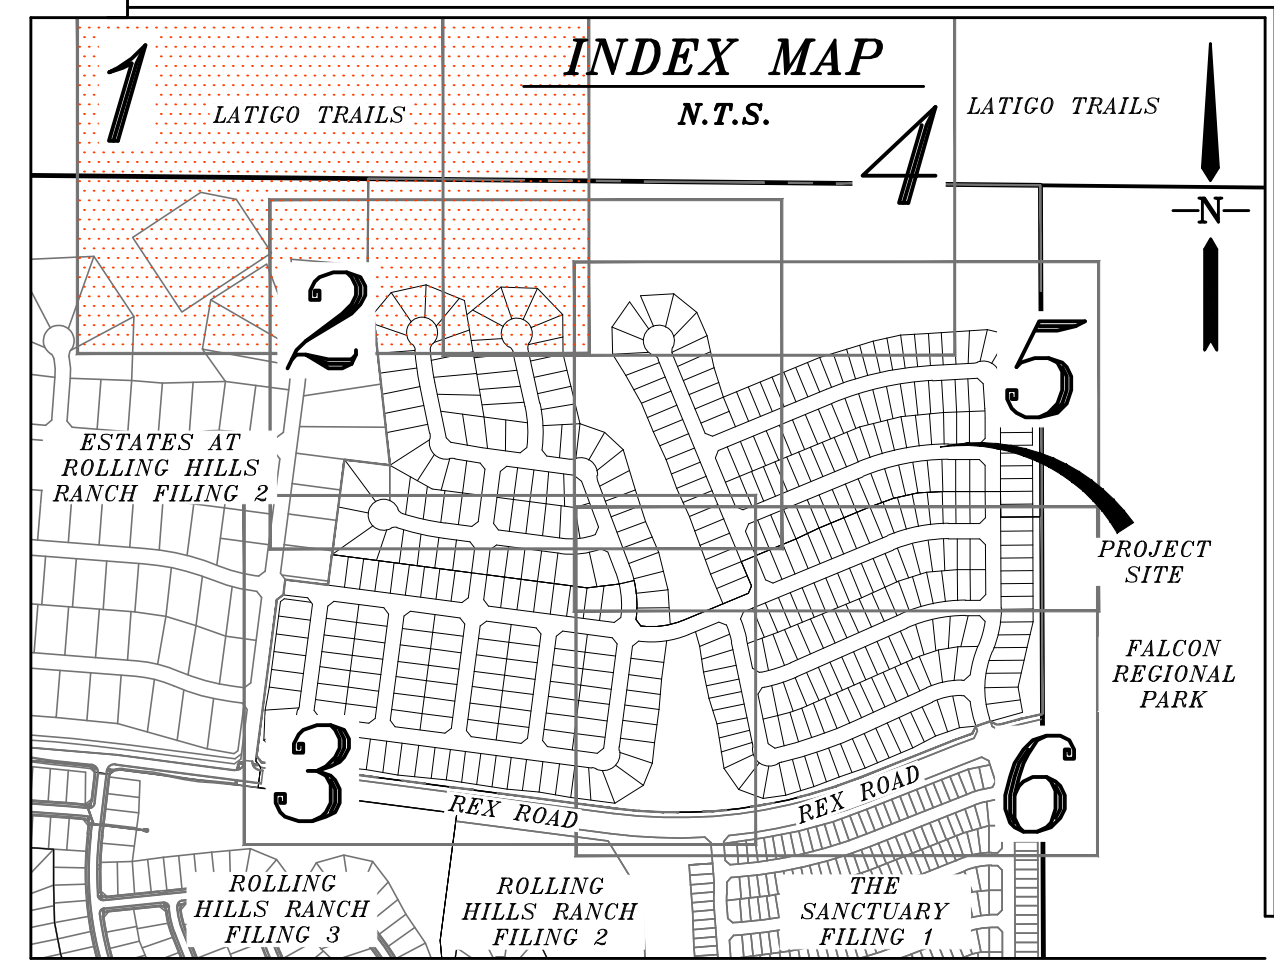 INDEX MAP
N.T.S.
1
LATIGO TRAILS
4
LATIGO TRAILS
N
2
5
ESTATES AT
ROLLING HILLS
RANCH FILING 2
PROJECT
SITE
FALCON
REGIONAL
PARK
3
6
REX ROAD
REX ROAD
ROLLING
HILLS RANCH
FILING 3
ROLLING
HILLS RANCH
FILING 2
THE
SANCTUARY
FILING 1